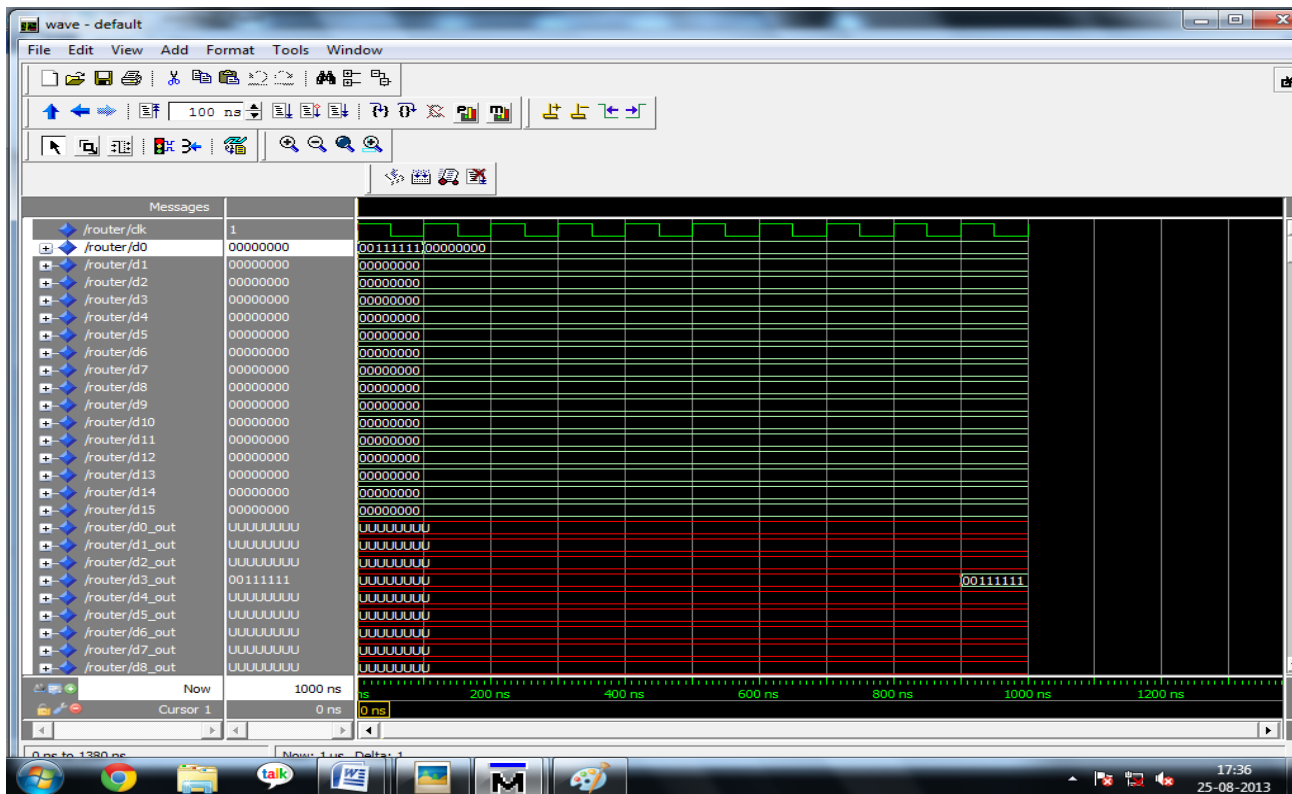 wave - default
File Edit View Add Format Tools Window
100 ns
Messages
/router/clk 1
/router/d0 00000000 00111111 00000000
/router/d1 00000000 00000000
/router/d2 00000000 00000000
/router/d3 00000000 00000000
/router/d4 00000000 00000000
/router/d5 00000000 00000000
/router/d6 00000000 00000000
/router/d7 00000000 00000000
/router/d8 00000000 00000000
/router/d9 00000000 00000000
/router/d10 00000000 00000000
/router/d11 00000000 00000000
/router/d12 00000000 00000000
/router/d13 00000000 00000000
/router/d14 00000000 00000000
/router/d15 00000000 00000000
/router/d0_out UUUUUUUU UUUUUUUU
/router/d1_out UUUUUUUU UUUUUUUU
/router/d2_out UUUUUUUU UUUUUUUU
/router/d3_out 00111111 UUUUUUUU 00111111
/router/d4_out UUUUUUUU UUUUUUUU
/router/d5_out UUUUUUUU UUUUUUUU
/router/d6_out UUUUUUUU UUUUUUUU
/router/d7_out UUUUUUUU UUUUUUUU
/router/d8_out UUUUUUUU UUUUUUUU
Now 1000 ns ns 200 ns 400 ns 600 ns 800 ns 1000 ns 1200 ns
Cursor 1 0 ns 0 ns
0 ns to 1380 ns Now: 1 us Delta: 1
talk
17:36
25-08-2013